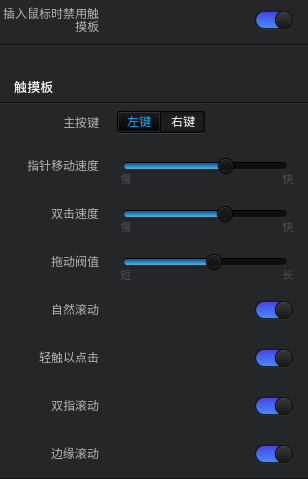 插入鼠标时禁用触
摸板
触摸板
主按键 左键 右键
指针移动速度
慢 快
双击速度
慢 快
拖动阀值
短 长
自然滚动
轻触以点击
双指滚动
边缘滚动